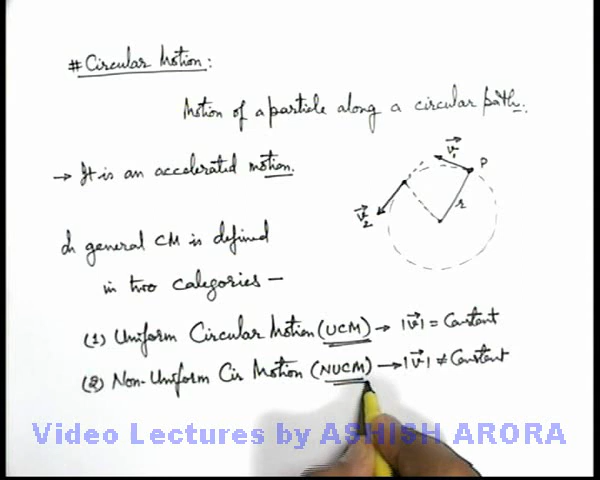 # Circular Motion:
Motion of a particle along a circular path.
→ It is an accelerated motion.
v⃗₁
P
v⃗₂
r
In general CM is defined
in two categories —
(1) Uniform Circular Motion (UCM) → |v⃗| = Constant
(2) Non-Uniform Cir Motion (NUCM) → |v⃗| ≠ Constant
Video Lectures by ASHISH ARORA